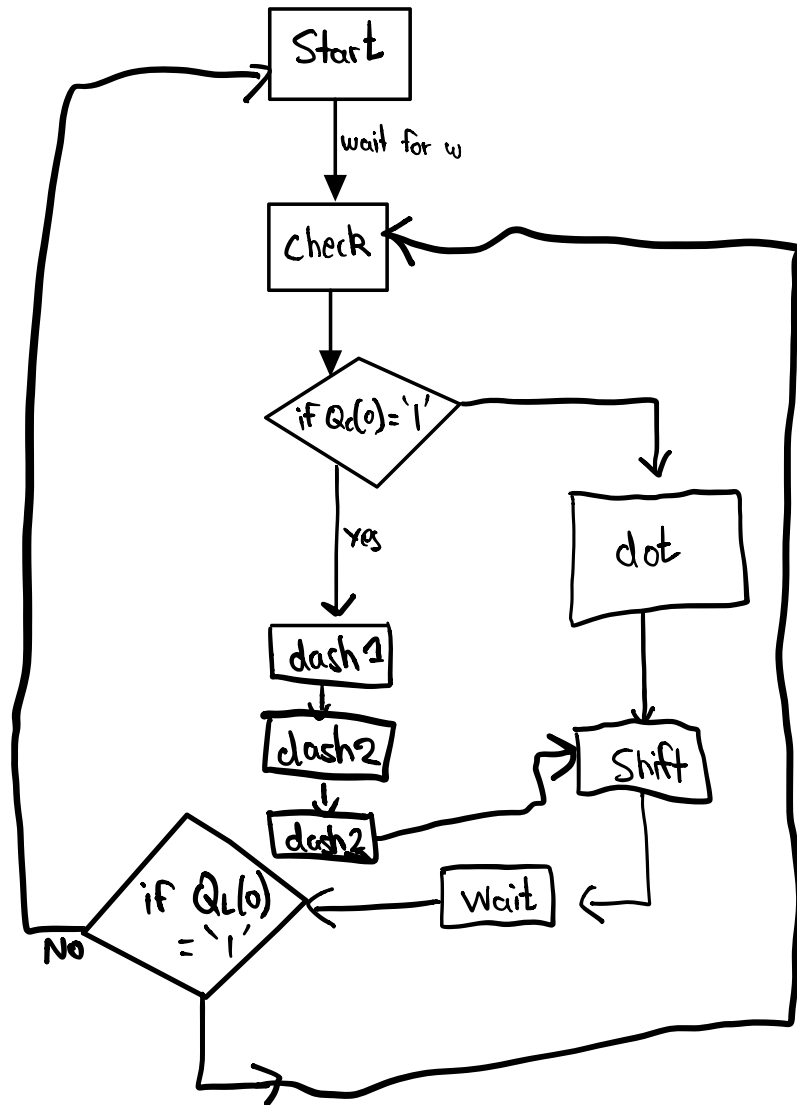 Start
wait for w
check
if Qc(0)='1'
Yes
dot
dash1
dash2
dash2
Shift
Wait
if QL(0)
='1'
No